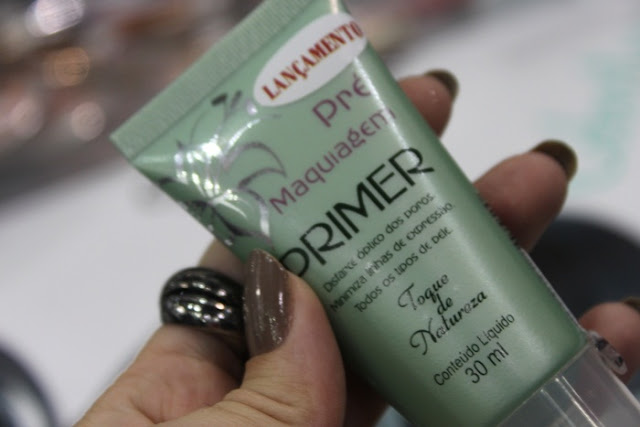 LANÇAMENTO
Pré
Maquiagem
PRIMER
Disfarce óptico dos poros.
Minimiza linhas de expressão.
Todos os tipos de pele
Toque
de
Natureza
Conteúdo Líquido
30 ml